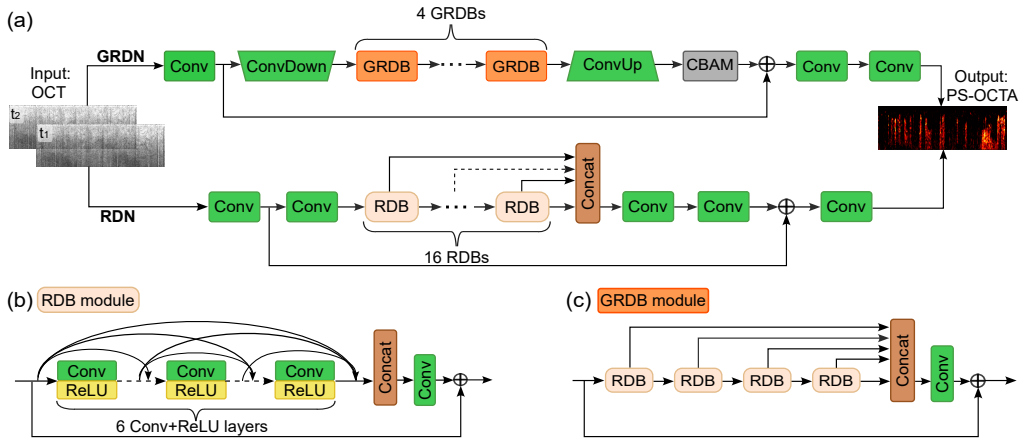 (a)
4 GRDBs
GRDN
Input:
OCT
Conv
ConvDown
GRDB
...
GRDB
ConvUp
CBAM
Conv
Conv
Output:
PS-OCTA
t2
t1
RDN
Conv
Conv
RDB
...
RDB
Concat
Conv
Conv
Conv
16 RDBs
(b) RDB module
Conv
ReLU
Conv
ReLU
Conv
ReLU
Concat
Conv
6 Conv+ReLU layers
(c) GRDB module
RDB
RDB
RDB
RDB
Concat
Conv